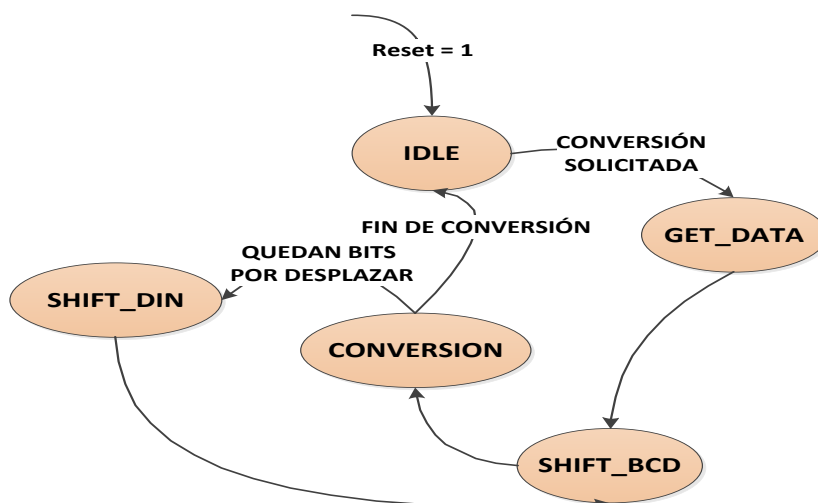 Reset = 1
IDLE
CONVERSIÓN
SOLICITADA
GET_DATA
FIN DE CONVERSIÓN
QUEDAN BITS
POR DESPLAZAR
SHIFT_DIN
CONVERSION
SHIFT_BCD